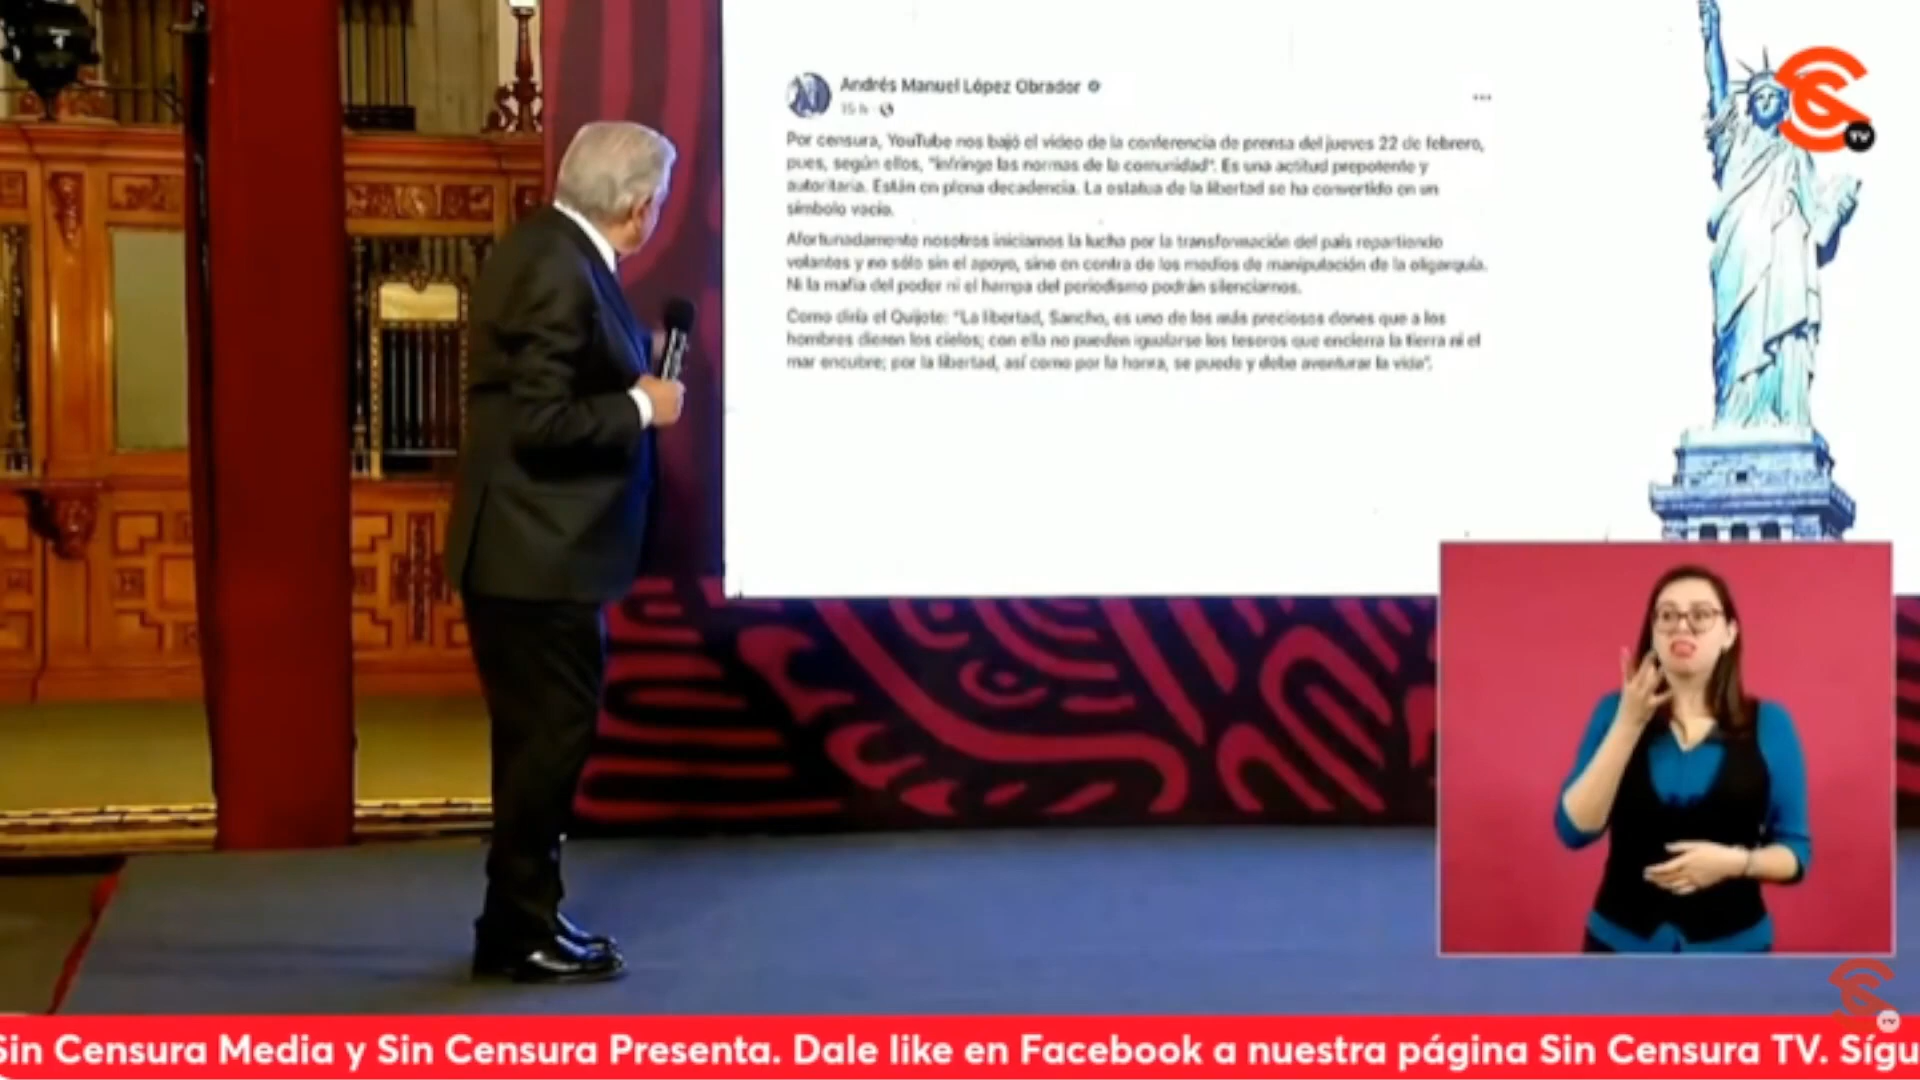 Andrés Manuel López Obrador
15 h
Por censura, YouTube nos bajó el video de la conferencia de prensa del jueves 22 de febrero,
pues, según ellos, "infringe las normas de la comunidad". Es una actitud prepotente y
autoritaria. Están en plena decadencia. La estatua de la libertad se ha convertido en un
símbolo vacío.
Afortunadamente nosotros iniciamos la lucha por la transformación del país repartiendo
volantes y no sólo sin el apoyo, sino en contra de los medios de manipulación de la oligarquía.
Ni la mafia del poder ni el hampa del periodismo podrán silenciarnos.
Como diría el Quijote: "La libertad, Sancho, es uno de los más preciosos dones que a los
hombres dieron los cielos; con ella no pueden igualarse los tesoros que encierra la tierra ni el
mar encubre; por la libertad, así como por la honra, se puede y debe aventurar la vida".
TV
TV
Sin Censura Media y Sin Censura Presenta. Dale like en Facebook a nuestra página Sin Censura TV. Sígu